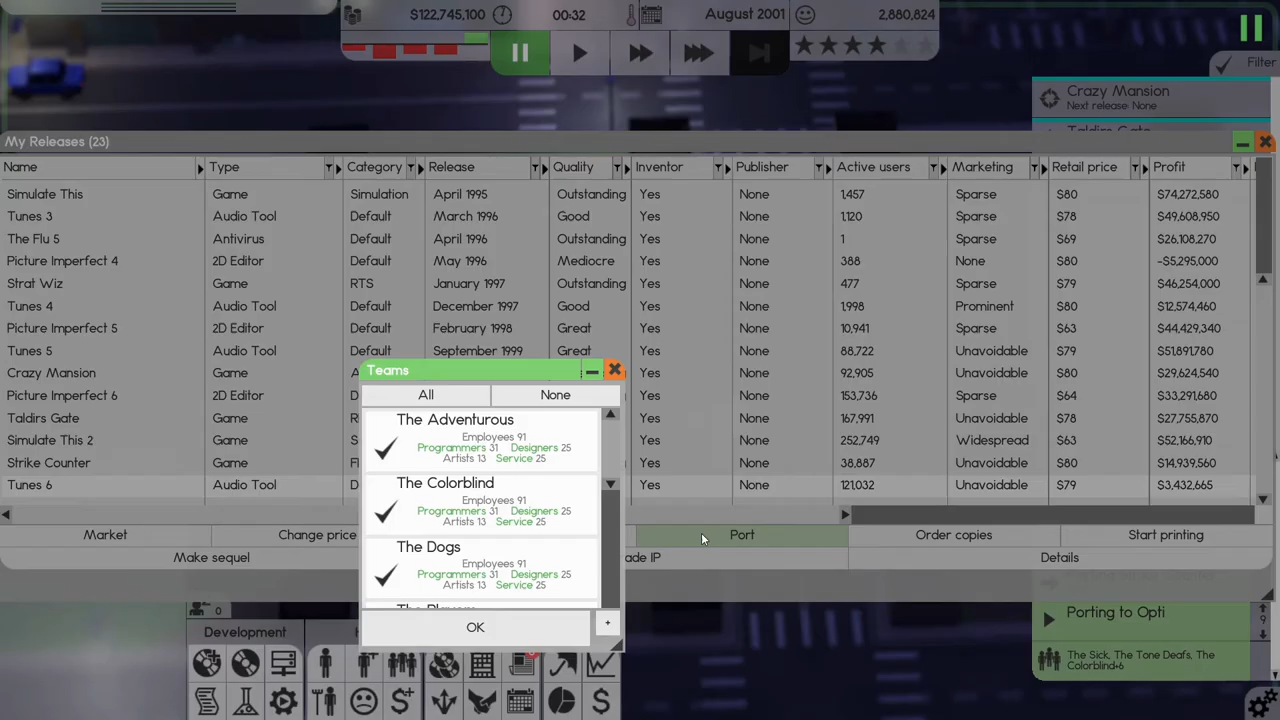 $122,745,100 00:32 August 2001 2,880,824
Filter
Crazy Mansion
Next release: None
Taldirs Gate
My Releases (23)
Name Type Category Release Quality Inventor Publisher Active users Marketing Retail price Profit
Simulate This Game Simulation April 1995 Outstanding Yes None 1,457 Sparse $80 $74,272,580
Tunes 3 Audio Tool Default March 1996 Good Yes None 1,120 Sparse $78 $49,608,950
The Flu 5 Antivirus Default April 1996 Outstanding Yes None 1 Sparse $69 $26,108,270
Picture Imperfect 4 2D Editor Default May 1996 Mediocre Yes None 388 None $80 -$5,295,000
Strat Wiz Game RTS January 1997 Outstanding Yes None 477 Sparse $79 $46,254,000
Tunes 4 Audio Tool Default December 1997 Good Yes None 1,998 Prominent $80 $12,574,460
Picture Imperfect 5 2D Editor Default February 1998 Great Yes None 10,941 Sparse $63 $44,429,340
Tunes 5 Audio Tool Default September 1999 Great Yes None 88,722 Unavoidable $79 $51,891,780
Crazy Mansion Game Yes None 92,905 Unavoidable $80 $29,624,540
Picture Imperfect 6 2D Editor Yes None 153,736 Sparse $64 $33,291,680
Taldirs Gate Game Yes None 167,991 Unavoidable $78 $27,755,870
Simulate This 2 Game Yes None 252,749 Widespread $63 $52,166,910
Strike Counter Game Yes None 38,887 Unavoidable $80 $14,939,560
Tunes 6 Audio Tool Yes None 121,032 Unavoidable $79 $3,432,665
Teams
All None
The Adventurous
Employees 91
Programmers 31 Designers 25
Artists 13 Service 25
The Colorblind
Employees 91
Programmers 31 Designers 25
Artists 13 Service 25
The Dogs
Employees 91
Programmers 31 Designers 25
Artists 13 Service 25
OK +
Market Change price Port Order copies Start printing
Make sequel ade IP Details
0
Development
Porting to Opti
9
The Sick, The Tone Deafs, The
Colorblind+6